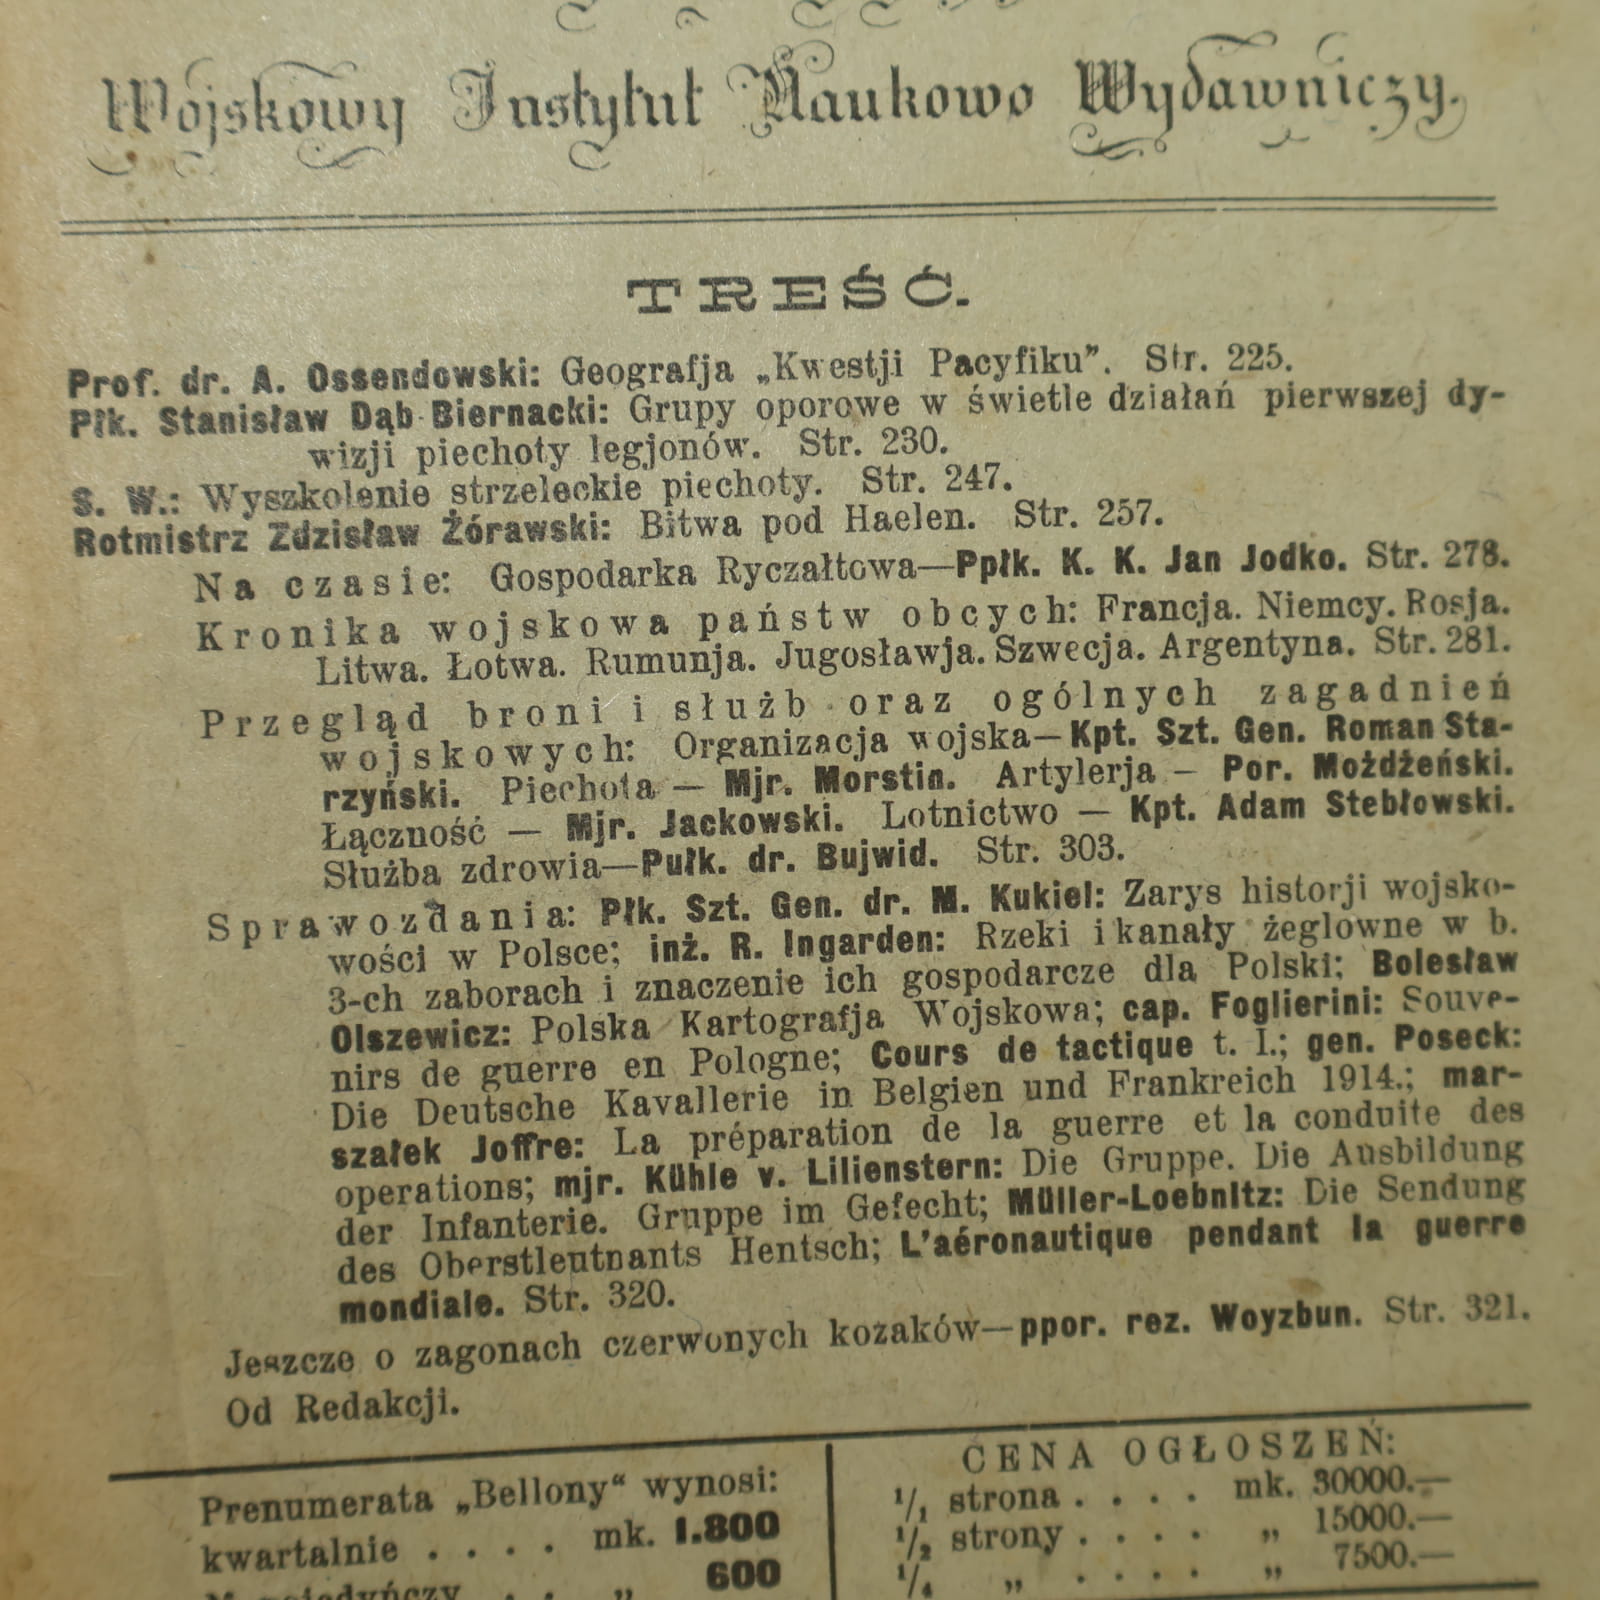 Wojskowy Instytut Naukowo Wydawniczy.
TREŚĆ.
Prof. dr. A. Ossendowski: Geografja „Kwestji Pacyfiku”. Str. 225.
Płk. Stanisław Dąb-Biernacki: Grupy oporowe w świetle działań pierwszej dy-
wizji piechoty legjonów. Str. 230.
S. W.: Wyszkolenie strzeleckie piechoty. Str. 247.
Rotmistrz Zdzisław Żórawski: Bitwa pod Haelen. Str. 257.
Na czasie: Gospodarka Ryczałtowa—Ppłk. K. K. Jan Jodko. Str. 278.
Kronika wojskowa państw obcych: Francja. Niemcy. Rosja.
Litwa. Łotwa. Rumunja. Jugosławja. Szwecja. Argentyna. Str. 281.
Przegląd broni i służb oraz ogólnych zagadnień
wojskowych: Organizacja wojska—Kpt. Szt. Gen. Roman Sta-
rzyński. Piechota — Mjr. Morstin. Artylerja — Por. Możdżeński.
Łączność — Mjr. Jackowski. Lotnictwo — Kpt. Adam Stebłowski.
Służba zdrowia—Pułk. dr. Bujwid. Str. 303.
Sprawozdania: Płk. Szt. Gen. dr. M. Kukiel: Zarys historji wojsko-
wości w Polsce; inż. R. Ingarden: Rzeki i kanały żeglowne w b.
3-ch zaborach i znaczenie ich gospodarcze dla Polski; Bolesław
Olszewicz: Polska Kartografja Wojskowa; cap. Foglierini: Souve-
nirs de guerre en Pologne; Cours de tactique t. I.; gen. Poseck:
Die Deutsche Kavallerie in Belgien und Frankreich 1914.; mar-
szałek Joffre: La préparation de la guerre et la conduite des
operations; mjr. Kühle v. Lilienstern: Die Gruppe. Die Ausbildung
der Infanterie. Gruppe im Gefecht; Müller-Loebnitz: Die Sendung
des Oberstleutnants Hentsch; L'aéronautique pendant la guerre
mondiale. Str. 320.
Jeszcze o zagonach czerwonych kozaków—ppor. rez. Woyzbun. Str. 321.
Od Redakcji.
Prenumerata „Bellony“ wynosi:
kwartalnie . . . . mk. 1.800
. . „ 600
CENA OGŁOSZEŃ:
1/1 strona . . . . mk. 30000.—
1/2 strony . . . . „ 15000.—
1/4 „ . . . . „ 7500.—